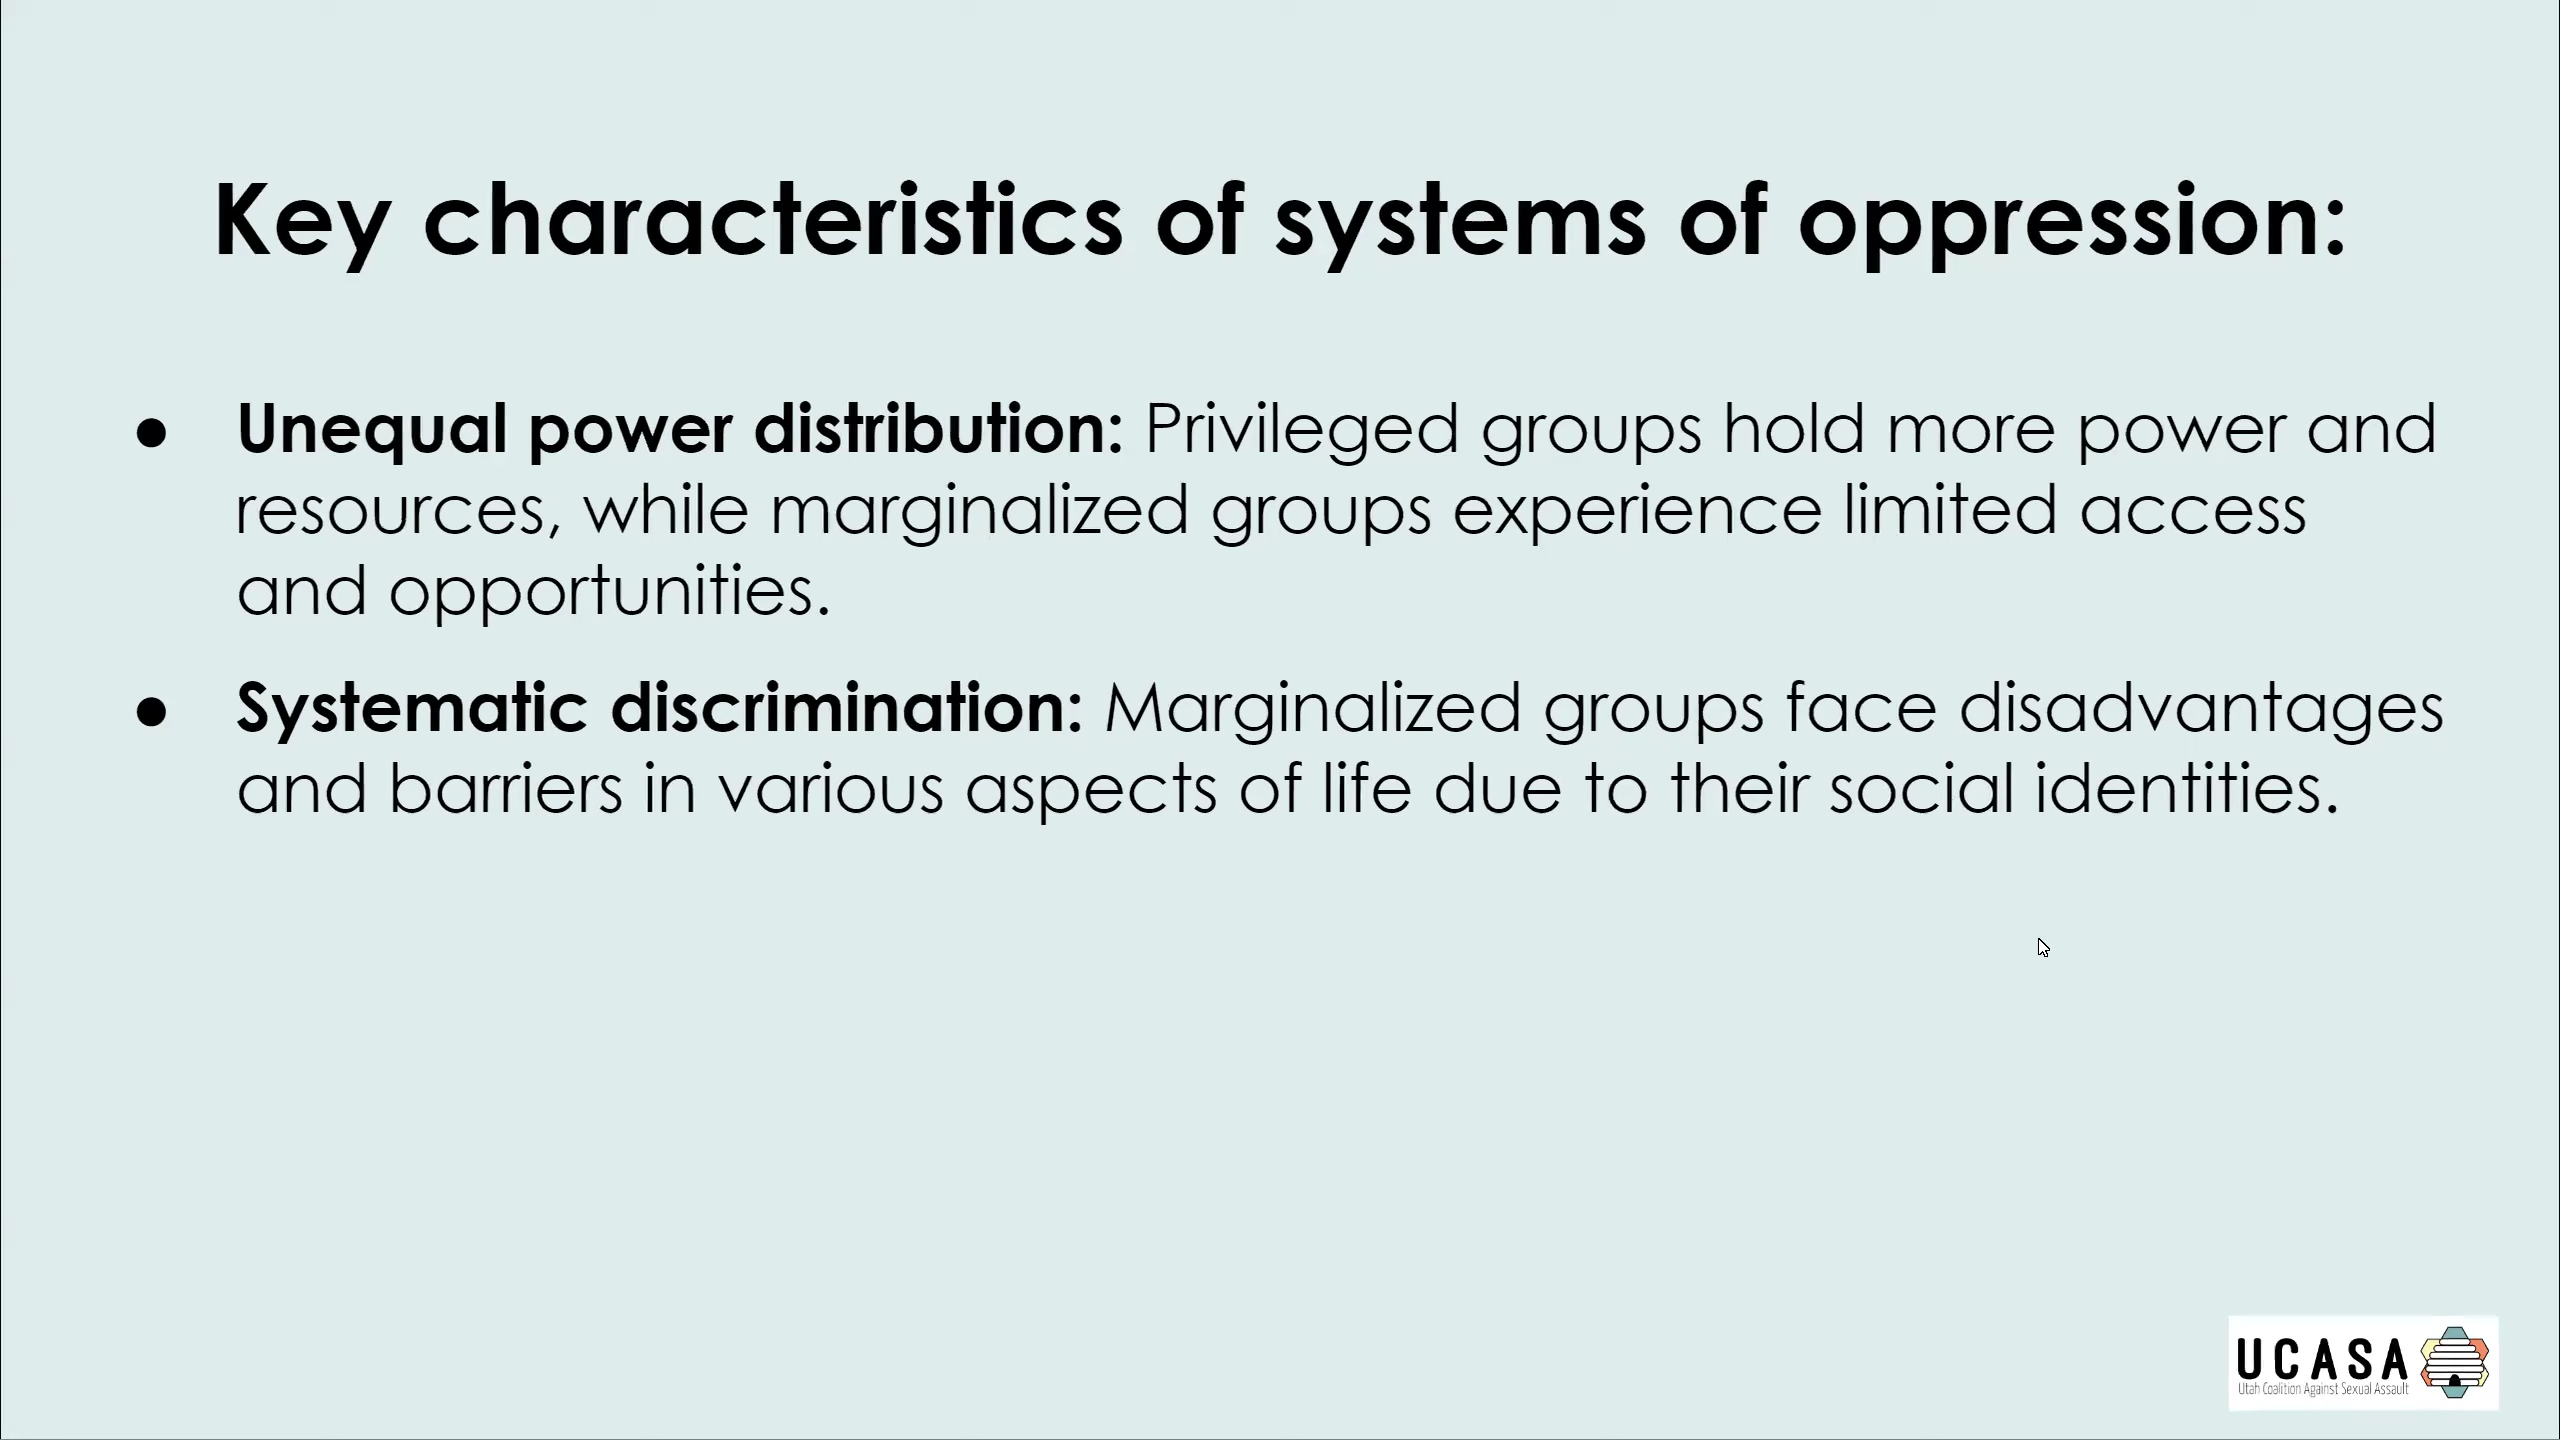 Key characteristics of systems of oppression:
● Unequal power distribution: Privileged groups hold more power and
resources, while marginalized groups experience limited access
and opportunities.
● Systematic discrimination: Marginalized groups face disadvantages
and barriers in various aspects of life due to their social identities.
UCASA
Utah Coalition Against Sexual Assault